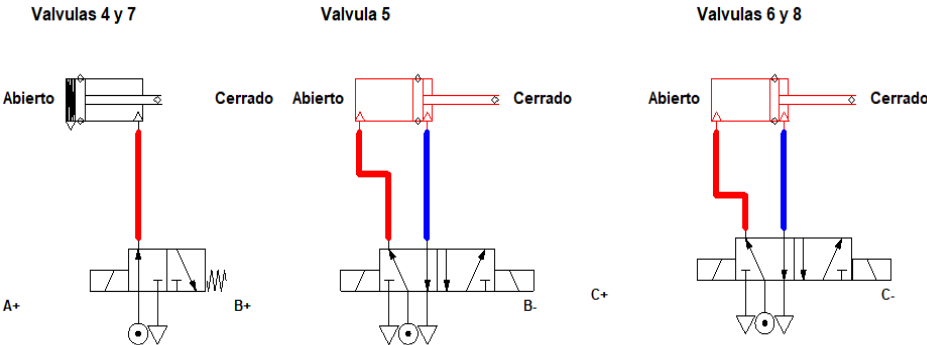 Valvulas 4 y 7
Valvula 5
Valvulas 6 y 8
Abierto
Cerrado
Abierto
Cerrado
Abierto
Cerrado
A+
B+
B-
C+
C-